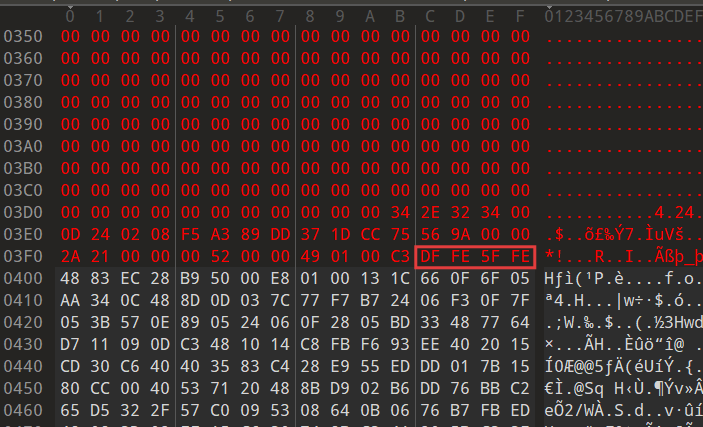 0 1 2 3 4 5 6 7 8 9 A B C D E F 0123456789ABCDEF
0350 00 00 00 00 00 00 00 00 00 00 00 00 00 00 00 00 ................
0360 00 00 00 00 00 00 00 00 00 00 00 00 00 00 00 00 ................
0370 00 00 00 00 00 00 00 00 00 00 00 00 00 00 00 00 ................
0380 00 00 00 00 00 00 00 00 00 00 00 00 00 00 00 00 ................
0390 00 00 00 00 00 00 00 00 00 00 00 00 00 00 00 00 ................
03A0 00 00 00 00 00 00 00 00 00 00 00 00 00 00 00 00 ................
03B0 00 00 00 00 00 00 00 00 00 00 00 00 00 00 00 00 ................
03C0 00 00 00 00 00 00 00 00 00 00 00 00 00 00 00 00 ................
03D0 00 00 00 00 00 00 00 00 00 00 00 34 2E 32 34 00 ...........4.24.
03E0 0D 24 02 08 F5 A3 89 DD 37 1D CC 75 56 9A 00 00 .$..õ£‰Ý7.ÌuVš..
03F0 2A 21 00 00 00 00 52 00 00 49 01 00 C3 DF FE 5F FE *!....R..I..Ãßþ_þ
0400 48 83 EC 28 B9 50 00 E8 01 00 13 1C 66 0F 6F 05 Hƒì(¹P.è....f.o.
0410 AA 34 0C 48 8D 0D 03 7C 77 F7 B7 24 06 F3 0F 7F ª4.H...|w÷·$.ó..
0420 05 3B 57 0E 89 05 24 06 0F 28 05 BD 33 48 77 64 .;W.‰.$..(.½3Hwd
0430 D7 11 09 0D C3 48 10 14 C8 FB F6 93 EE 40 20 15 ×...ÃH..Èûö“î@ .
0440 CD 30 C6 40 40 35 83 C4 28 E9 55 ED DD 01 7B 15 Í0Æ@@5ƒÄ(éUíÝ.{.
0450 80 CC 00 40 53 71 20 48 8B D9 02 B6 DD 76 BB C2 €Ì.@Sq H‹Ù.¶Ýv»Â
0460 65 D5 32 2F 57 C0 09 53 08 64 0B 06 76 B7 FB ED eÕ2/WÀ.S.d..v·ûí